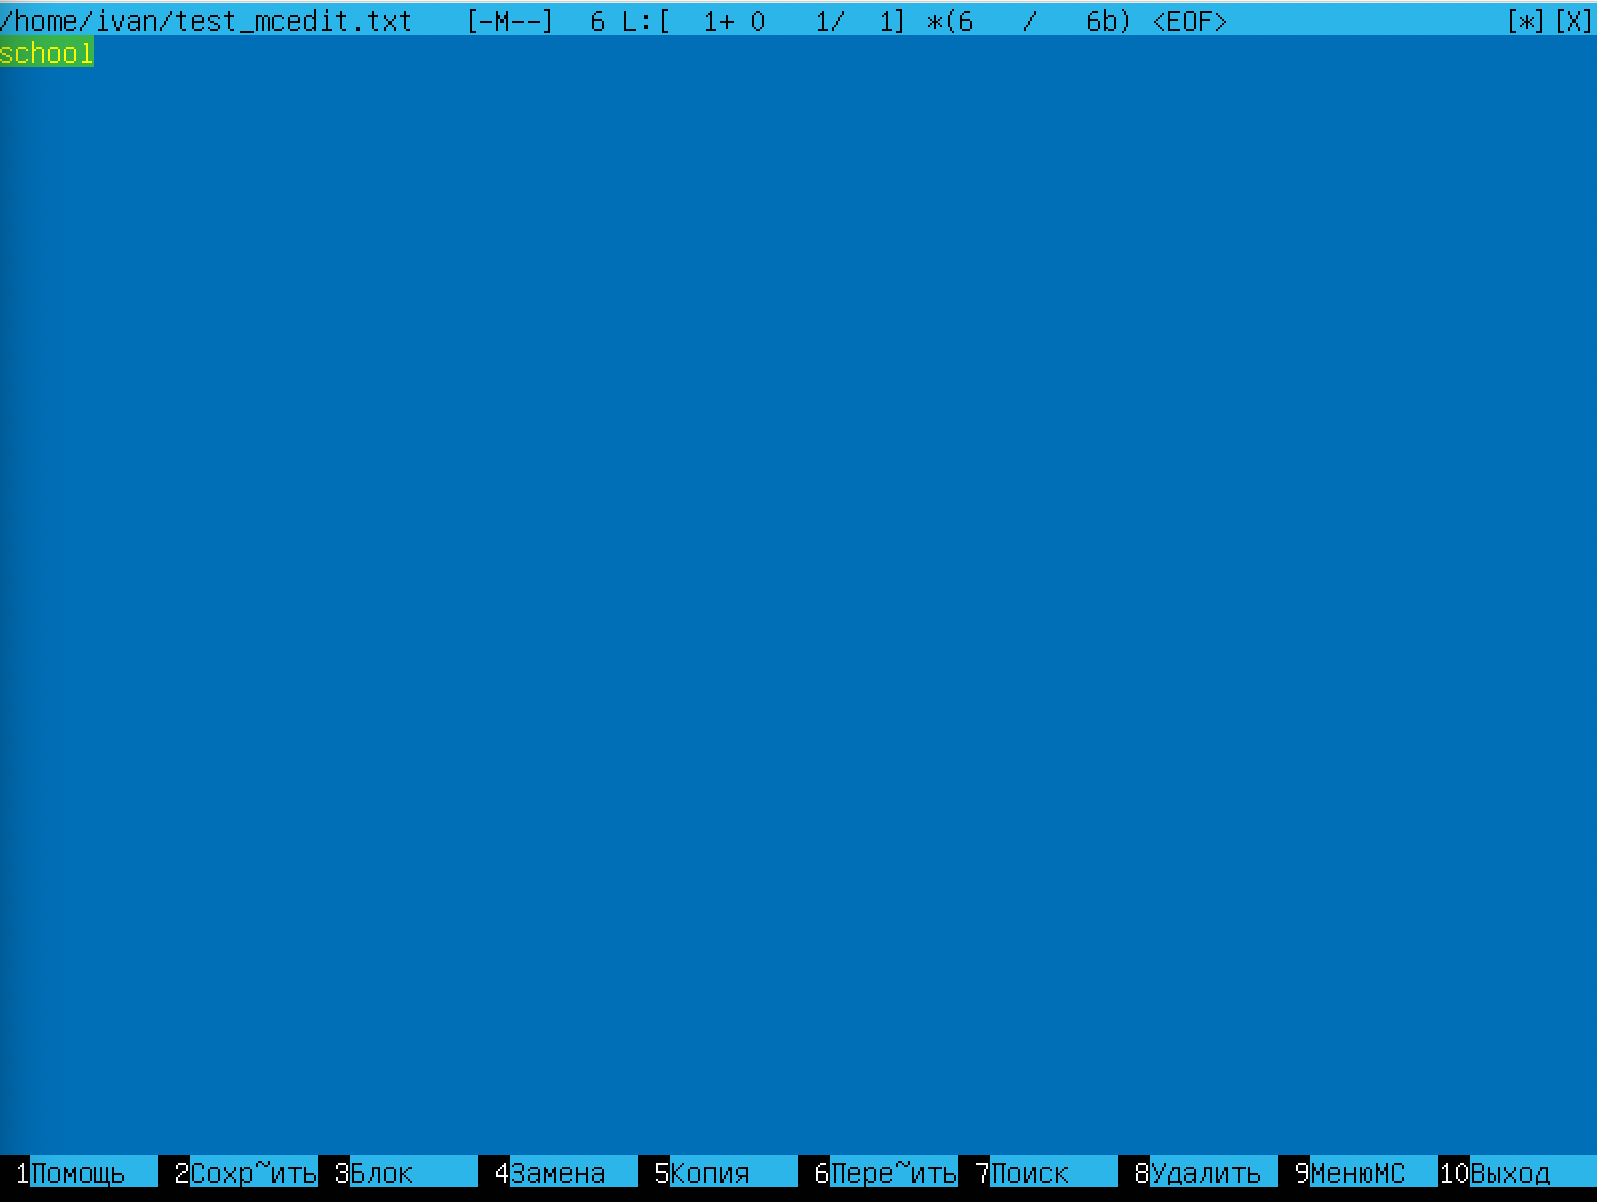 /home/ivan/test_mcedit.txt [-M--] 6 L:[ 1+ 0 1/ 1] *(6 / 6b) <EOF> [*][X]
school
1Помощь 2Сохр~ить 3Блок 4Замена 5Копия 6Пере~ить 7Поиск 8Удалить 9МенюMC 10Выход